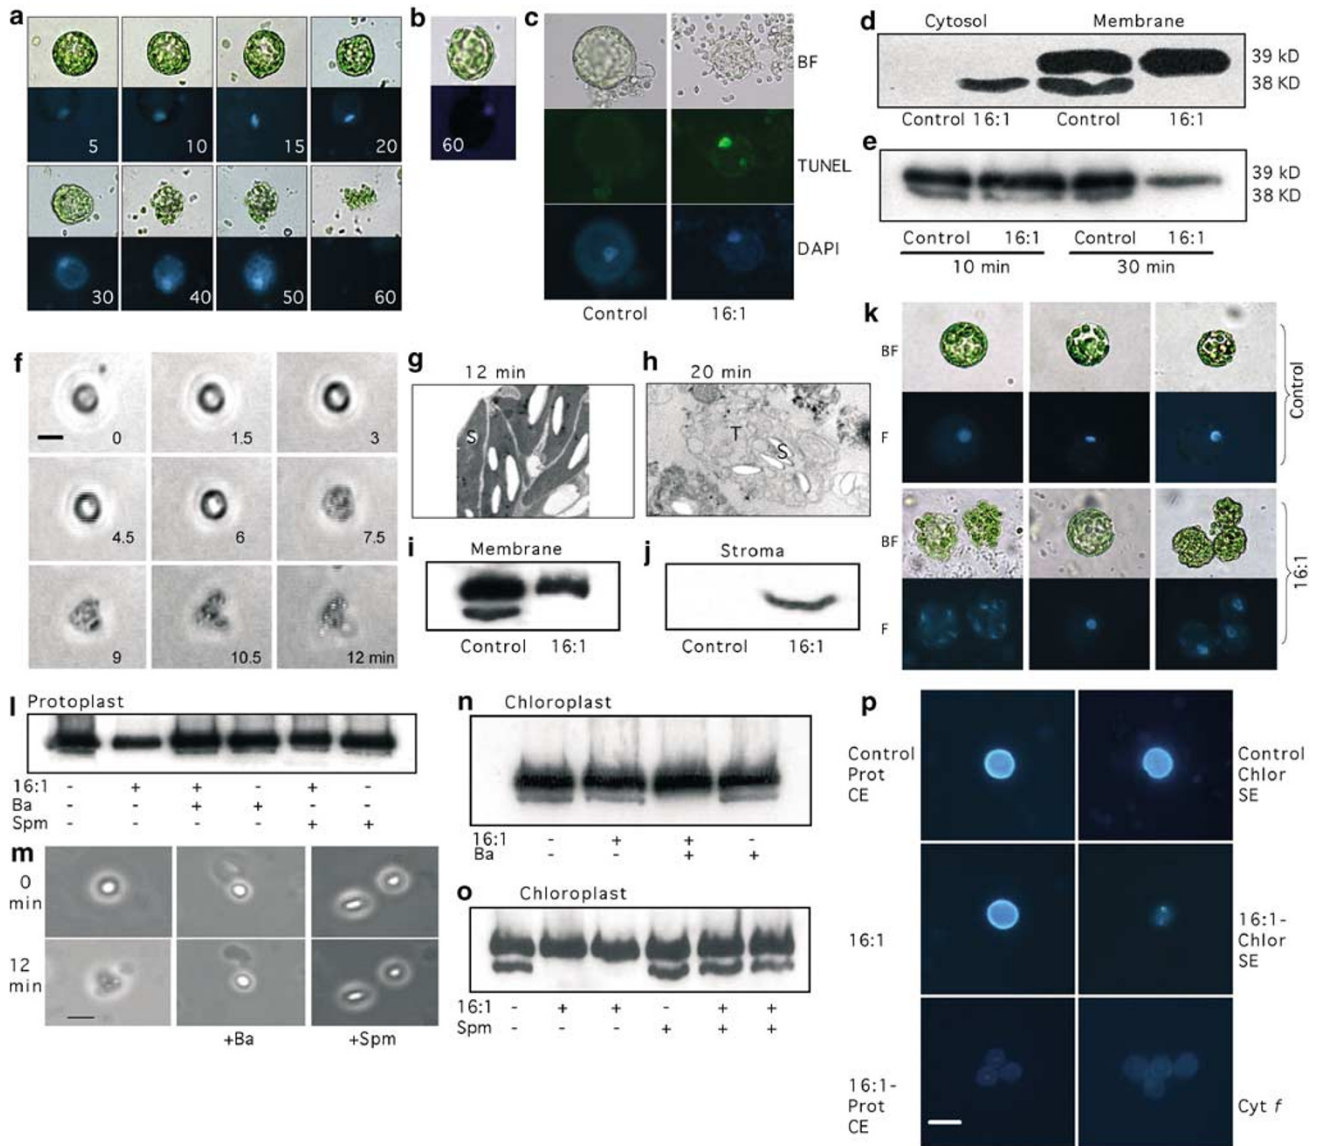 a
5 10 15 20
30 40 50 60
b
60
c
BF
TUNEL
DAPI
Control 16:1
d
Cytosol Membrane
39 kD
38 KD
Control 16:1 Control 16:1
e
39 kD
38 KD
Control 16:1 Control 16:1
10 min 30 min
f
0 1.5 3
4.5 6 7.5
9 10.5 12 min
g
12 min
S
h
20 min
T
S
i
Membrane
Control 16:1
j
Stroma
Control 16:1
k
BF
F
Control
BF
F
16:1
l Protoplast
16:1 - + + - + -
Ba - - + + - -
Spm - - - - + +
m
0
min
12
min
+Ba +Spm
n Chloroplast
16:1 - + + -
Ba - - + +
o Chloroplast
16:1 - + + - + +
Spm - - - + + +
p
Control
Prot
CE
Control
Chlor
SE
16:1
16:1-
Chlor
SE
16:1-
Prot
CE
Cyt f